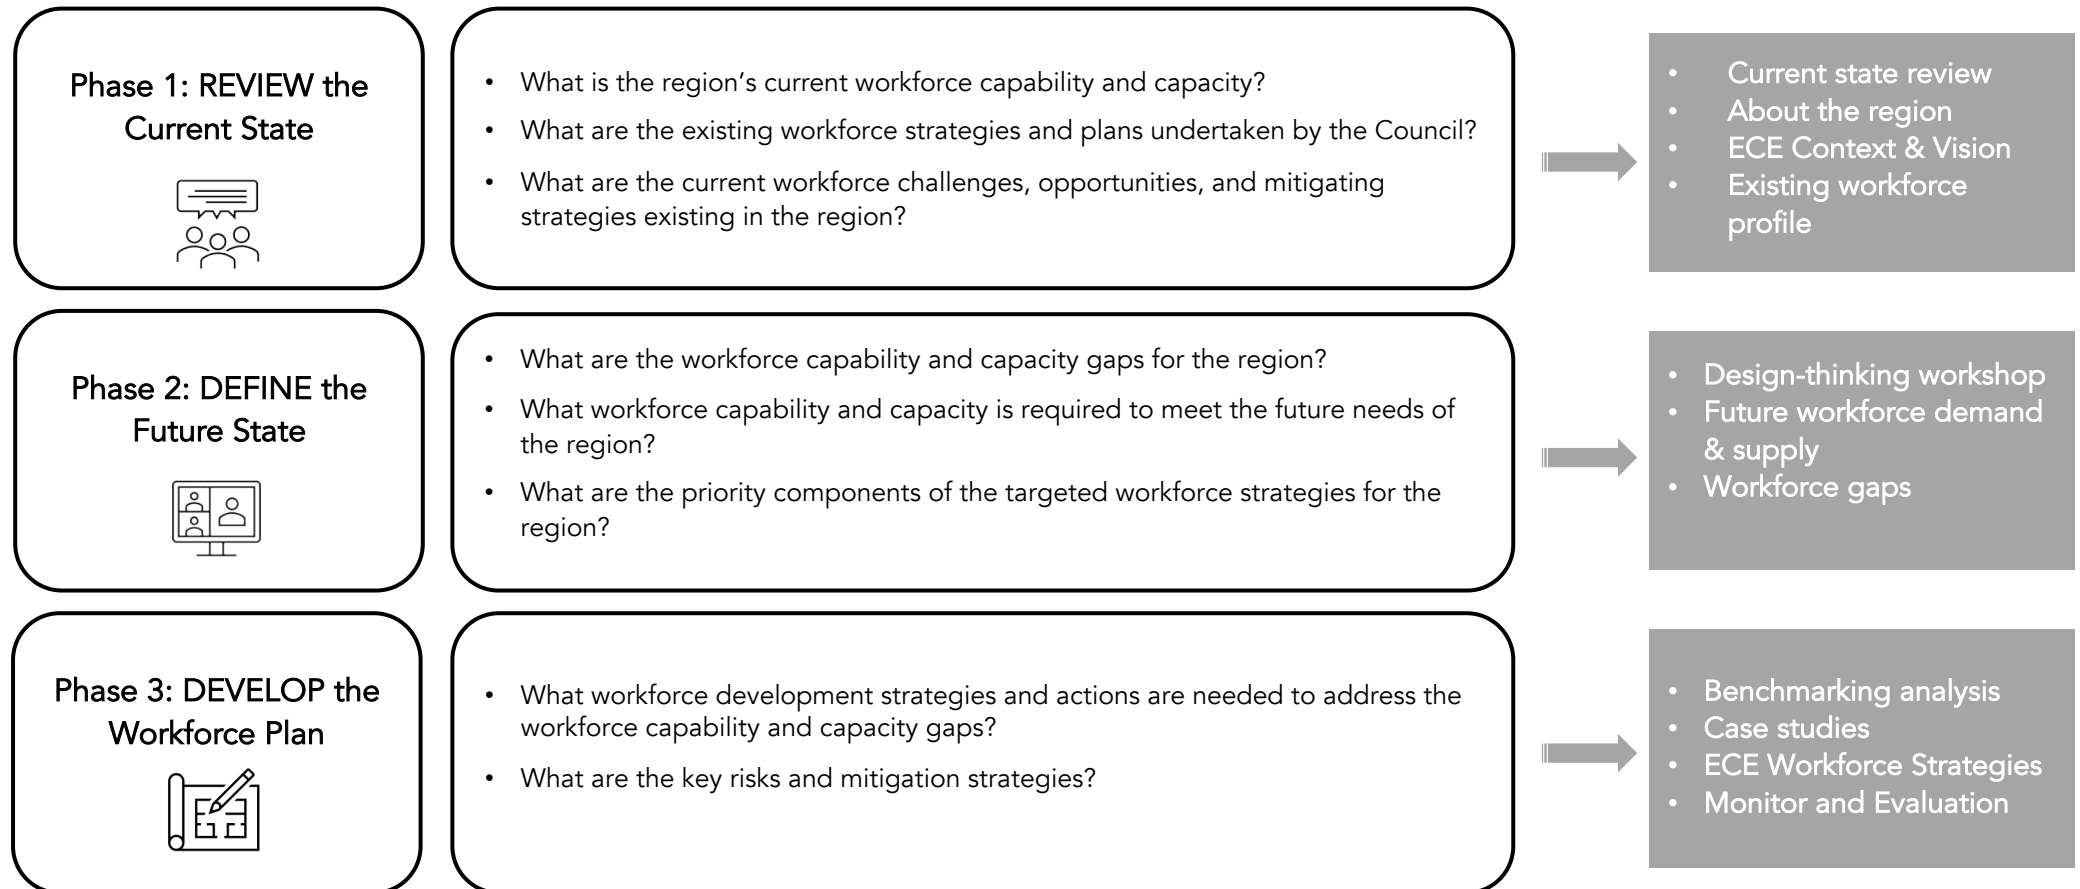 Phase 1: REVIEW the
Current State
• What is the region’s current workforce capability and capacity?
• What are the existing workforce strategies and plans undertaken by the Council?
• What are the current workforce challenges, opportunities, and mitigating
strategies existing in the region?
• Current state review
• About the region
• ECE Context & Vision
• Existing workforce
profile
Phase 2: DEFINE the
Future State
• What are the workforce capability and capacity gaps for the region?
• What workforce capability and capacity is required to meet the future needs of
the region?
• What are the priority components of the targeted workforce strategies for the
region?
• Design-thinking workshop
• Future workforce demand
& supply
• Workforce gaps
Phase 3: DEVELOP the
Workforce Plan
• What workforce development strategies and actions are needed to address the
workforce capability and capacity gaps?
• What are the key risks and mitigation strategies?
• Benchmarking analysis
• Case studies
• ECE Workforce Strategies
• Monitor and Evaluation